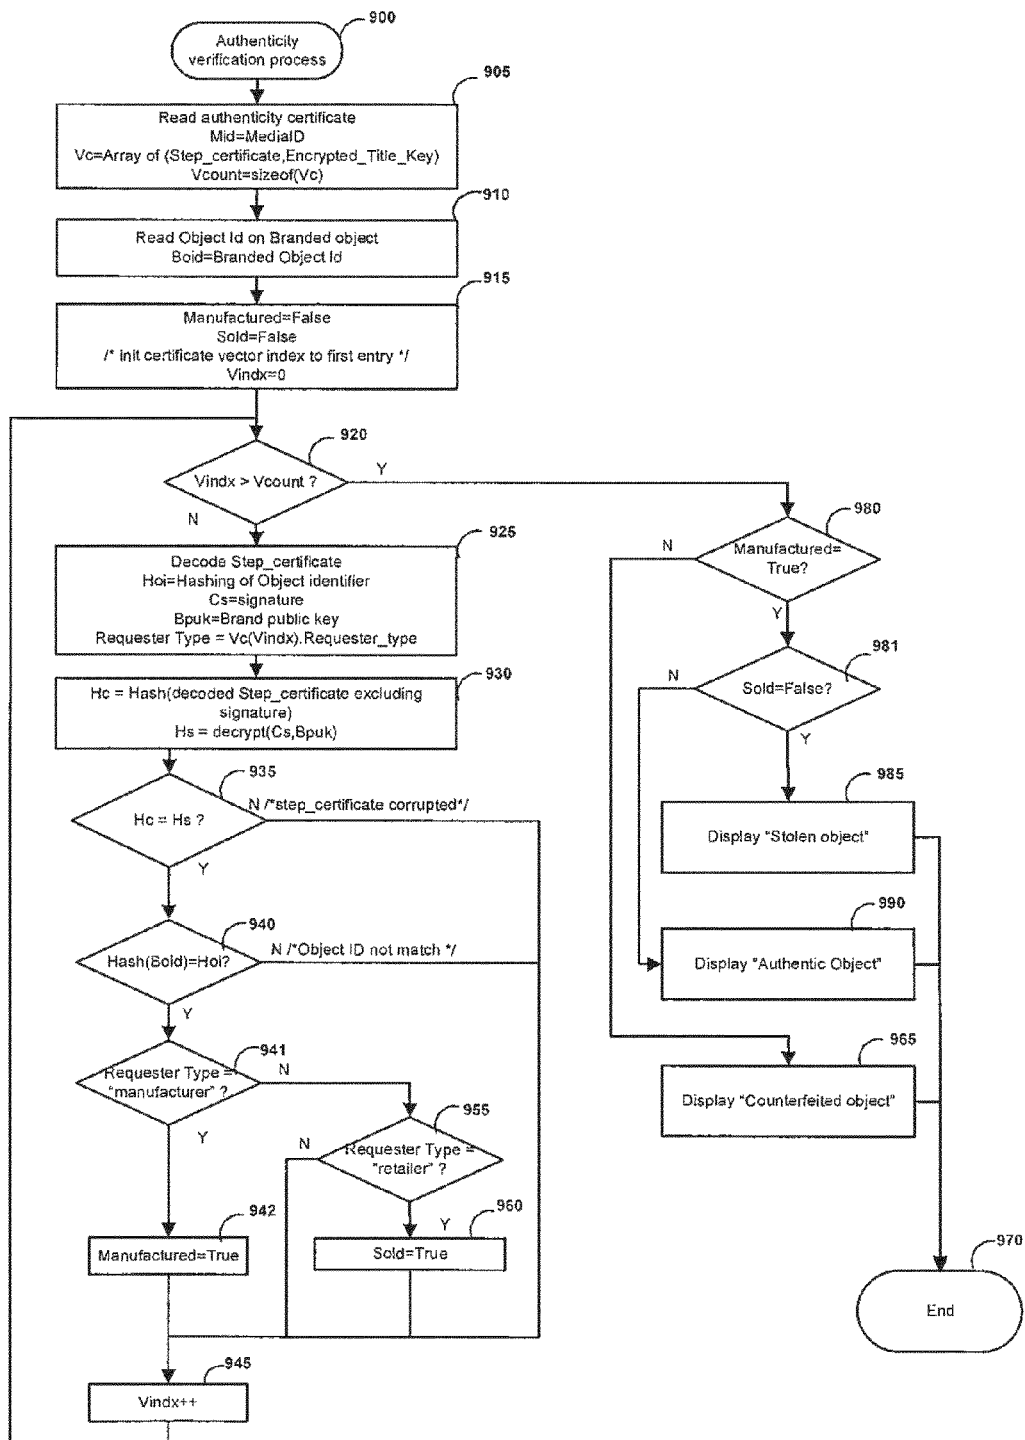 900
Authenticity
verification process
905
Read authenticity certificate
Mid=MediaID
Vc=Array of (Step_certificate,Encrypted_Title_Key)
Vcount=sizeof(Vc)
910
Read Object Id on Branded object
Boid=Branded Object Id
915
Manufactured=False
Sold=False
/* init certificate vector index to first entry */
Vindx=0
920
Vindx > Vcount ?
Y
N
925
Decode Step_certificate
Hoi=Hashing of Object identifier
Cs=signature
Bpuk=Brand public key
Requester Type = Vc(Vindx).Requester_type
930
Hc = Hash(decoded Step_certificate excluding
signature)
Hs = decrypt(Cs,Bpuk)
935
N /*step_certificate corrupted*/
Hc = Hs ?
Y
940
N /*Object ID not match */
Hash(Boid)=Hoi?
Y
941
Requester Type =
"manufacturer" ?
N
Y
955
Requester Type =
"retailer" ?
N
Y
942
Manufactured=True
960
Sold=True
945
Vindx++
980
Manufactured=
True?
N
Y
981
Sold=False?
N
Y
985
Display "Stolen object"
990
Display "Authentic Object"
965
Display "Counterfeited object"
970
End